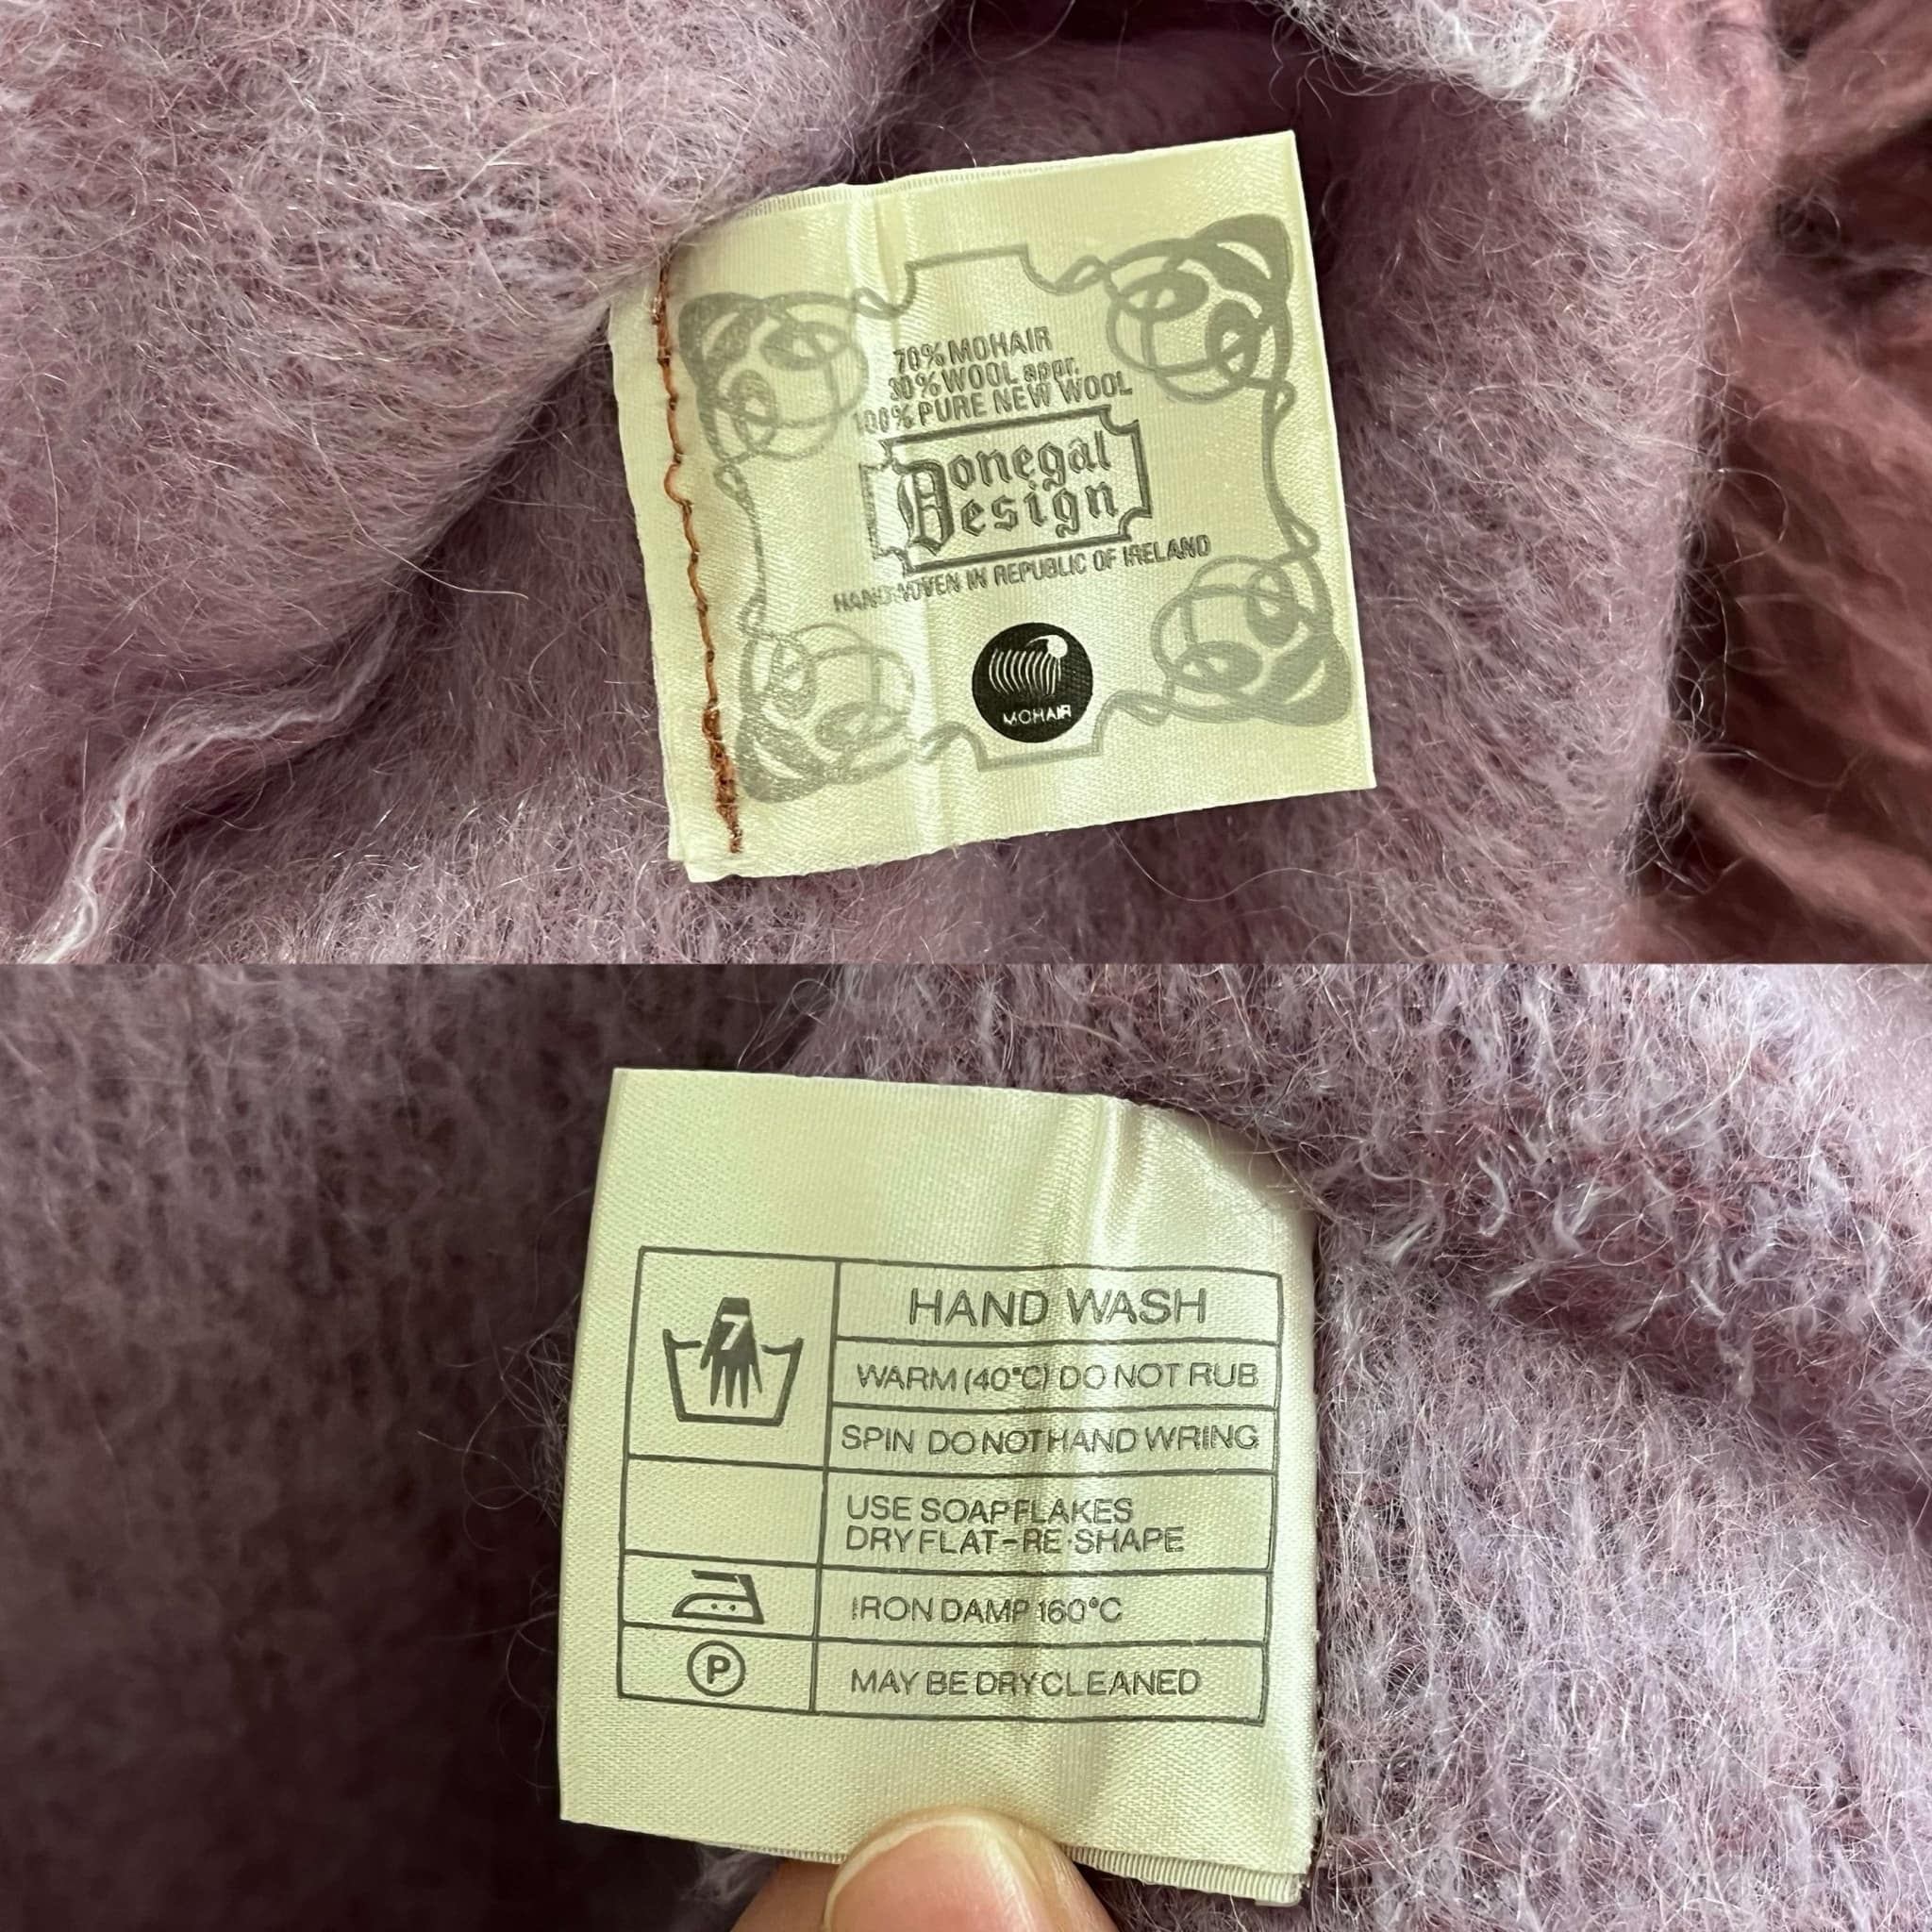 70% MOHAIR
30% WOOL appr.
100% PURE NEW WOOL
Donegal
Design
HANDWOVEN IN REPUBLIC OF IRELAND
MOHAIR
7
HAND WASH
WARM (40°C) DO NOT RUB
SPIN DO NOT HAND WRING
USE SOAPFLAKES
DRY FLAT-RE-SHAPE
IRON DAMP 160°C
P
MAY BE DRYCLEANED